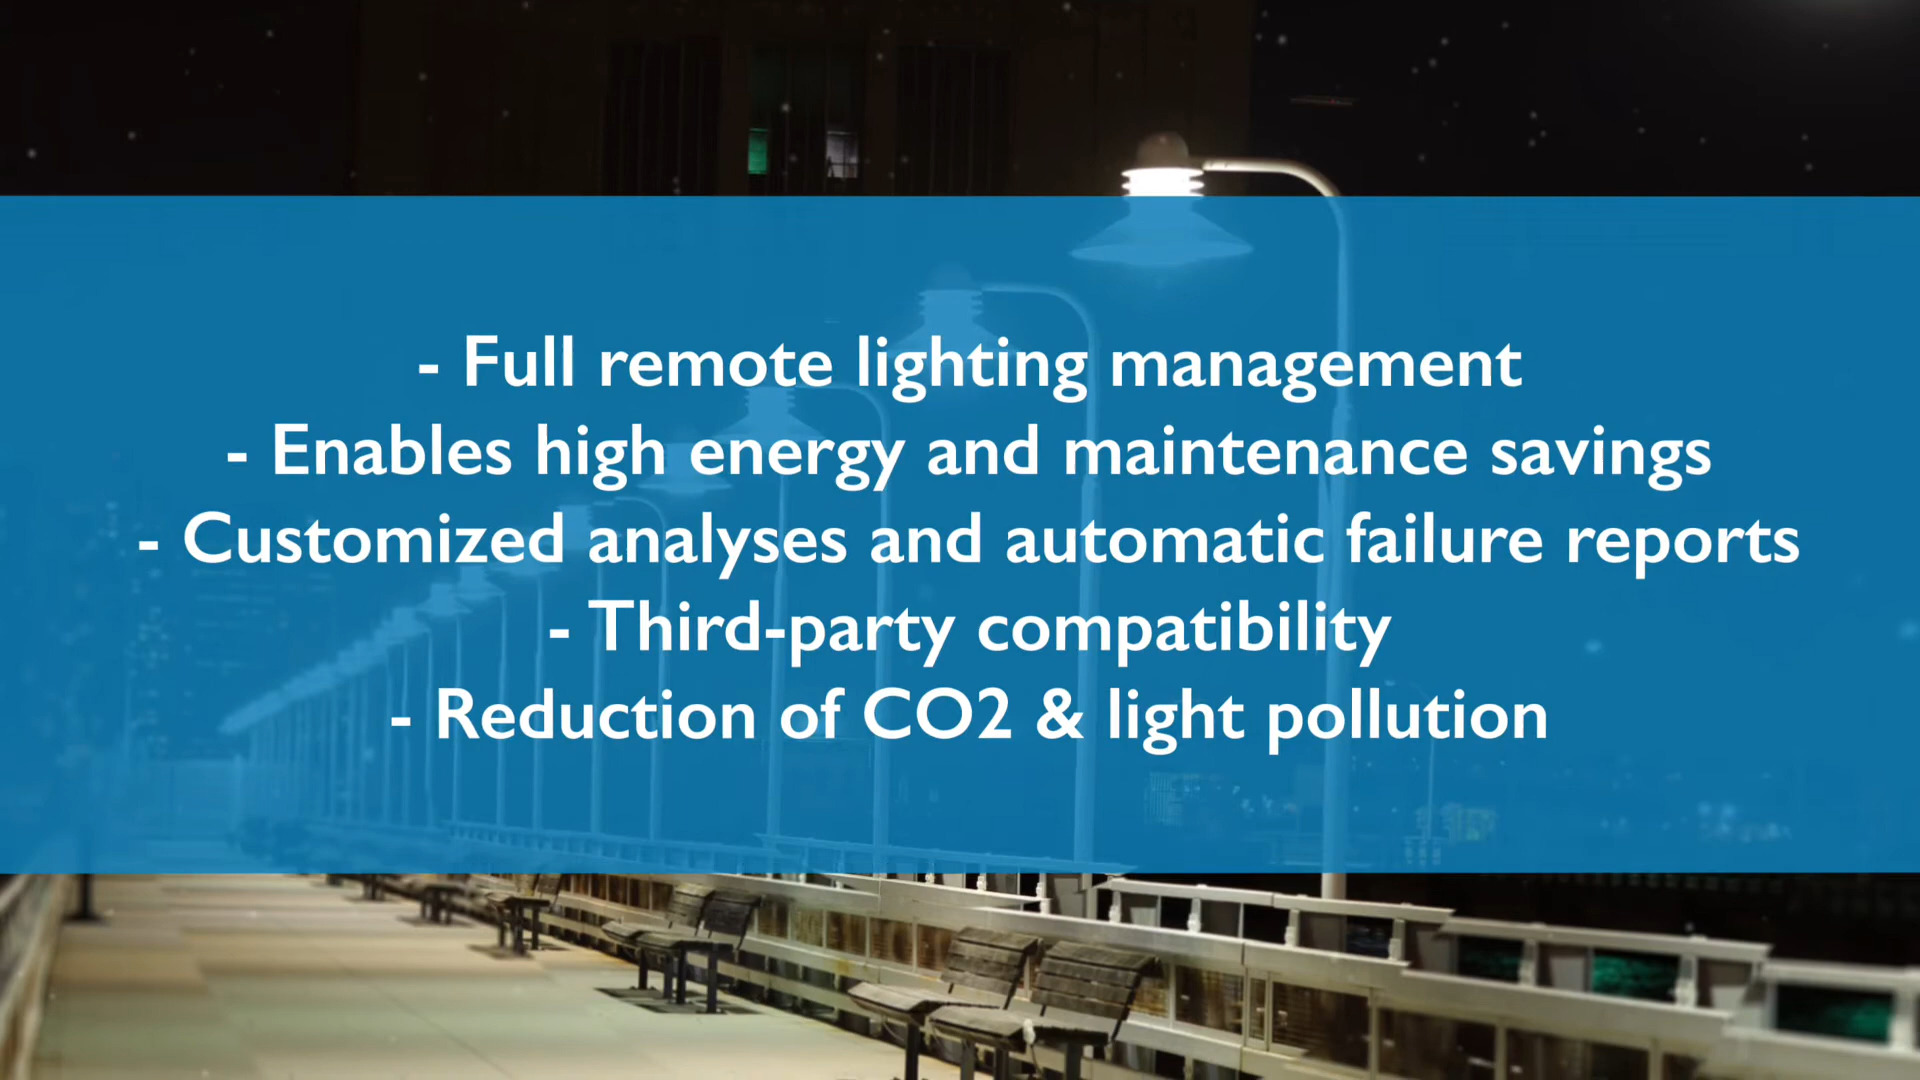 - Full remote lighting management
- Enables high energy and maintenance savings
- Customized analyses and automatic failure reports
- Third-party compatibility
- Reduction of CO2 & light pollution